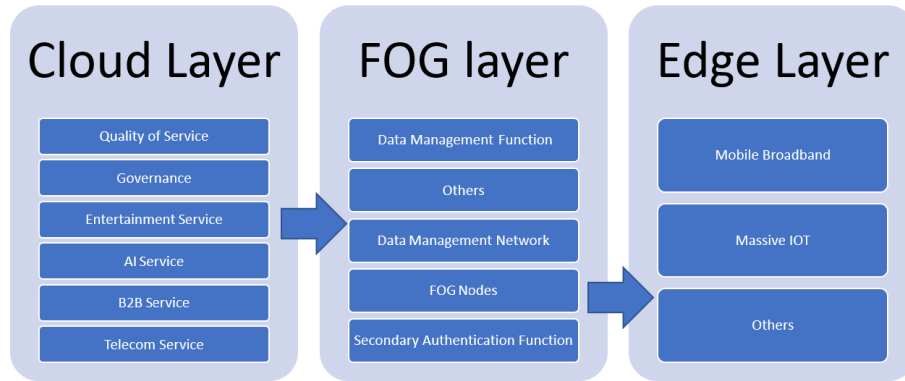 Cloud Layer
Quality of Service
Governance
Entertainment Service
AI Service
B2B Service
Telecom Service
FOG layer
Data Management Function
Others
Data Management Network
FOG Nodes
Secondary Authentication Function
Edge Layer
Mobile Broadband
Massive IOT
Others